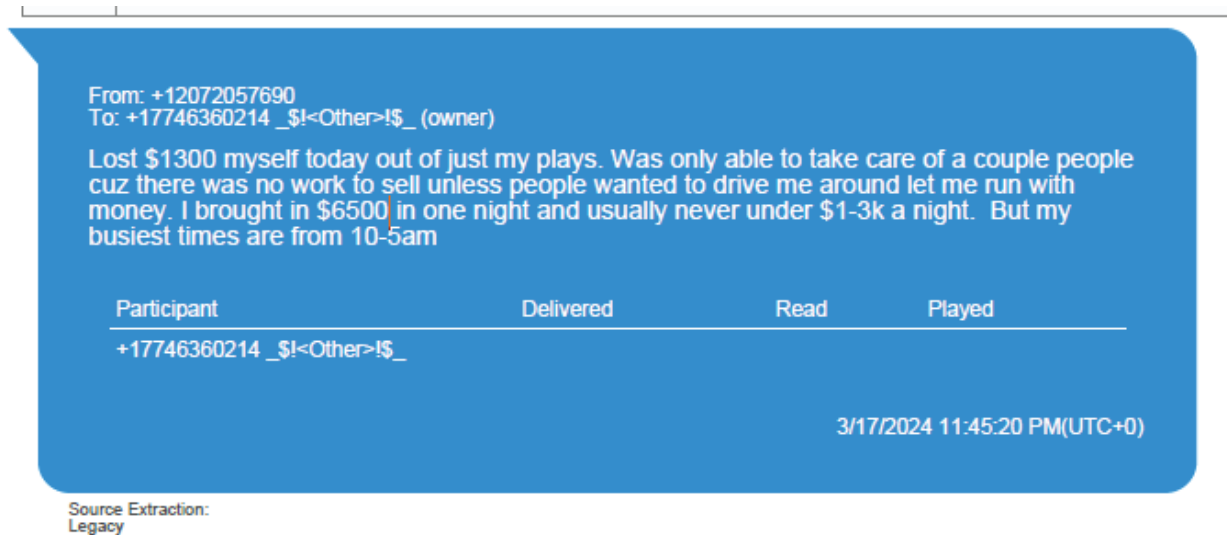 From: +12072057690
To: +17746360214 _$!<Other>!$_ (owner)
Lost $1300 myself today out of just my plays. Was only able to take care of a couple people
cuz there was no work to sell unless people wanted to drive me around let me run with
money. I brought in $6500 in one night and usually never under $1-3k a night.  But my
busiest times are from 10-5am
Participant Delivered Read Played
+17746360214 _$!<Other>!$_
3/17/2024 11:45:20 PM(UTC+0)
Source Extraction:
Legacy